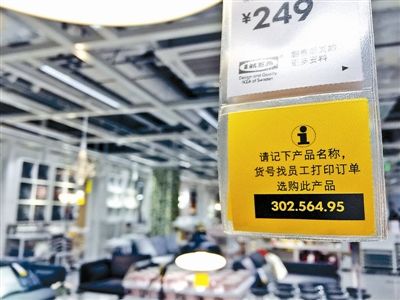 ¥249
Design and Quality
IKEA of Sweden
请记下产品名称,
货号找员工打印订单
选购此产品
302.564.95